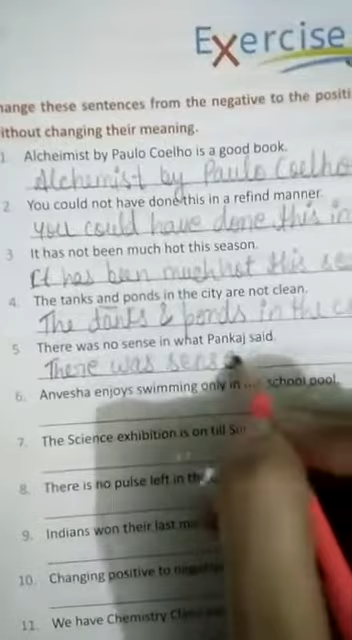 Exercise
hange these sentences from the negative to the positi
ithout changing their meaning.
1. Alcheimist by Paulo Coelho is a good book.
Alchemist by Paulo Coelho
2. You could not have done this in a refind manner.
You could have done this in
3. It has not been much hot this season.
It has been much hot this se
4. The tanks and ponds in the city are not clean.
The tanks & ponds in the c
5. There was no sense in what Pankaj said.
There was sens
6. Anvesha enjoys swimming only in school pool.
7. The Science exhibition is on till
8. There is no pulse left in
9. Indians won their last
10. Changing positive to
11. We have Chemistry